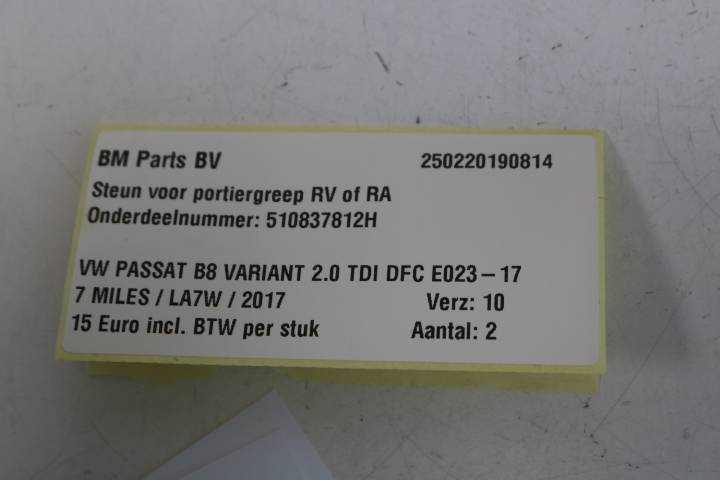 BM Parts BV 250220190814
Steun voor portiergreep RV of RA
Onderdeelnummer: 510837812H
VW PASSAT B8 VARIANT 2.0 TDI DFC E023-17
7 MILES / LA7W / 2017 Verz: 10
15 Euro incl. BTW per stuk Aantal: 2